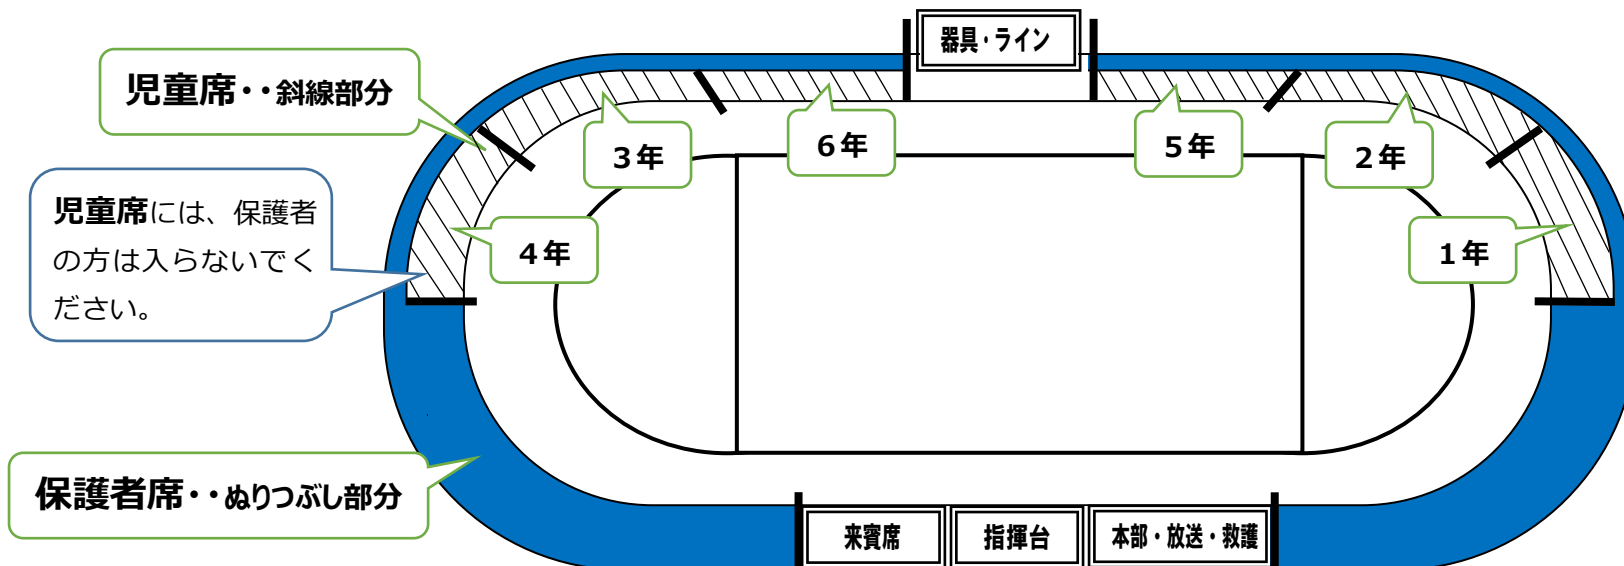 器具・ライン
児童席・・斜線部分
3年
6年
5年
2年
児童席には、保護者
の方は入らないでく
ださい。
4年
1年
保護者席・・ぬりつぶし部分
来賓席
指揮台
本部・放送・救護